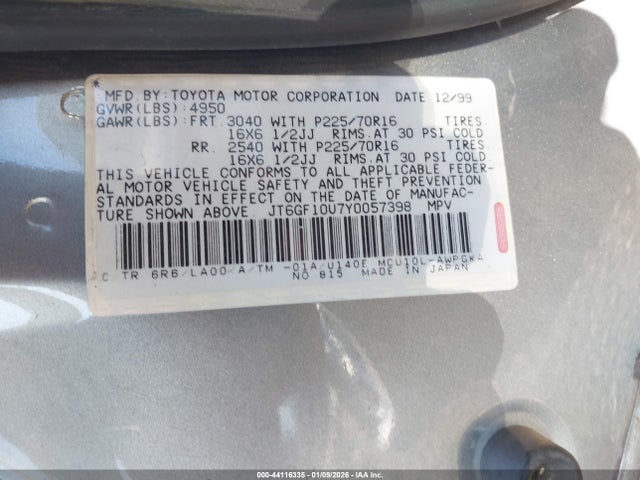 MFD.BY:TOYOTA MOTOR CORPORATION DATE 12/99
GVWR(LBS):4950
GAWR(LBS):FRT.3040 WITH P225/70R16 TIRES.
16X6 1/2JJ RIMS.AT 30 PSI COLD
RR. 2540 WITH P225/70R16 TIRES.
16X6 1/2JJ RIMS.AT 30 PSI COLD
THIS VEHICLE CONFORMS TO ALL APPLICABLE FEDER-
AL MOTOR VEHICLE SAFETY AND THEFT PREVENTION
STANDARDS IN EFFECT ON THE DATE OF MANUFAC-
TURE SHOWN ABOVE. JT6GF10U7Y0057398 MPV
C TR 6R6/LA00/A/TM -01A/U140E MCU10L-AWPGKA
NO 815 MADE IN JAPAN
000-44116335 - 01/09/2026 - IAA Inc.